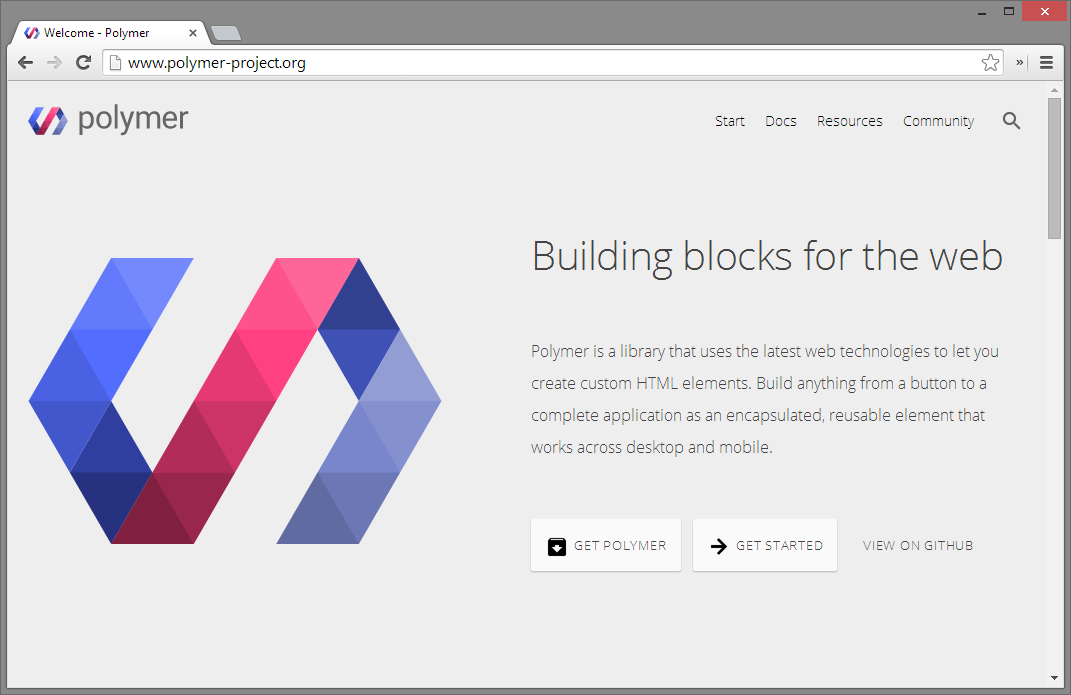 Welcome - Polymer
www.polymer-project.org
»
polymer
Start Docs Resources Community
Building blocks for the web
Polymer is a library that uses the latest web technologies to let you
create custom HTML elements. Build anything from a button to a
complete application as an encapsulated, reusable element that
works across desktop and mobile.
GET POLYMER GET STARTED VIEW ON GITHUB